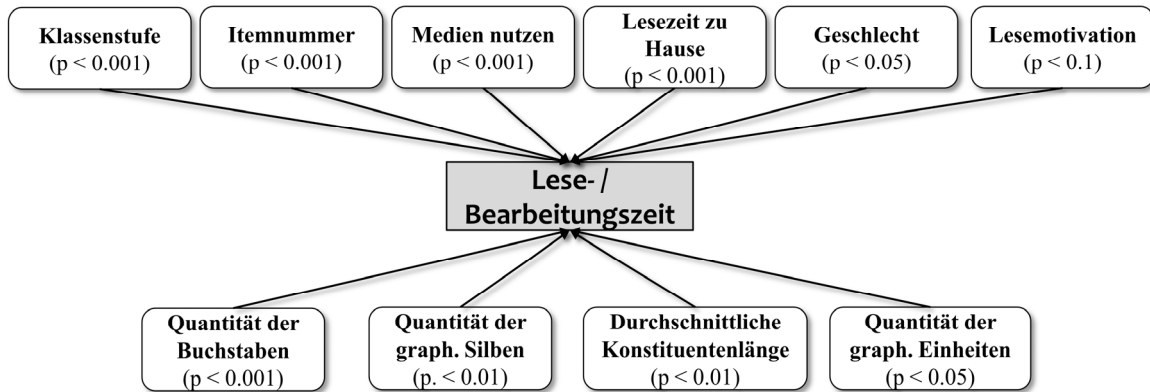 Klassenstufe
(p < 0.001)
Itemnummer
(p < 0.001)
Medien nutzen
(p < 0.001)
Lesezeit zu
Hause
(p < 0.001)
Geschlecht
(p < 0.05)
Lesemotivation
(p < 0.1)
Lese- /
Bearbeitungszeit
Quantität der
Buchstaben
(p < 0.001)
Quantität der
graph. Silben
(p. < 0.01)
Durchschnittliche
Konstituentenlänge
(p < 0.01)
Quantität der
graph. Einheiten
(p < 0.05)